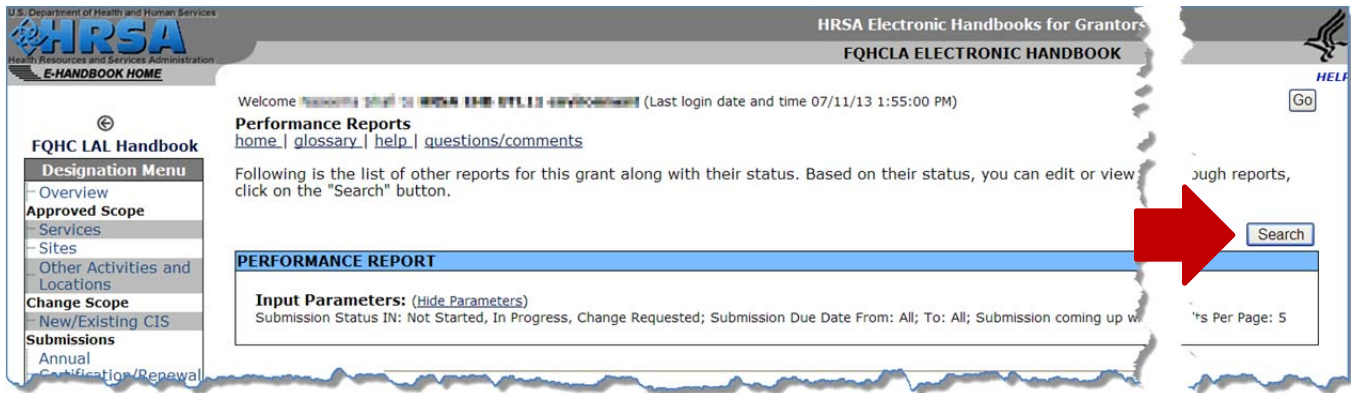 U.S. Department of Health and Human Services
HRSA
Health Resources and Services Administration
E-HANDBOOK HOME
HRSA Electronic Handbooks for Grantors
FQHCLA ELECTRONIC HANDBOOK
HELP
Welcome (Last login date and time 07/11/13 1:55:00 PM)
Go
Performance Reports
home | glossary | help | questions/comments
Following is the list of other reports for this grant along with their status. Based on their status, you can edit or view ough reports,
click on the "Search" button.
Search
PERFORMANCE REPORT
Input Parameters: (Hide Parameters)
Submission Status IN: Not Started, In Progress, Change Requested; Submission Due Date From: All; To: All; Submission coming up w ts Per Page: 5
FQHC LAL Handbook
Designation Menu
Overview
Approved Scope
Services
Sites
Other Activities and
Locations
Change Scope
New/Existing CIS
Submissions
Annual
Certification/Renewal